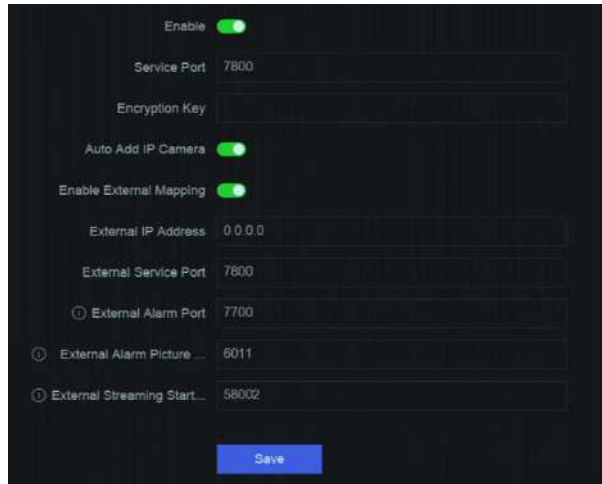 Enable
Service Port 7800
Encryption Key
Auto Add IP Camera
Enable External Mapping
External IP Address 0.0.0.0
External Service Port 7800
External Alarm Port 7700
External Alarm Picture ... 6011
External Streaming Start... 58002
Save